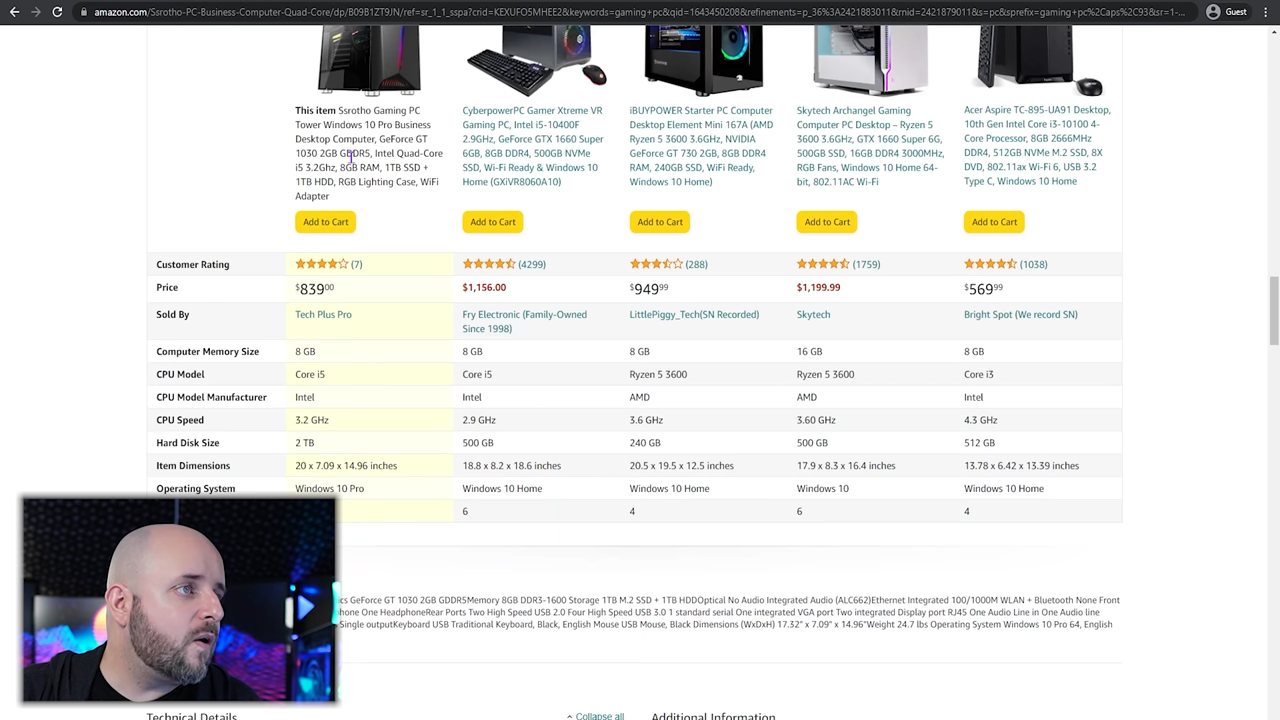 amazon.com/Ssrotho-PC-Business-Computer-Quad-Core/dp/B09B1ZT9JN/ref=sr_1_1_sspa?crid=KEXUFO5MHEE2&keywords=gaming+pc&qid=1643450208&refinements=p_36%3A2421883011&rnid=2421879011&s=pc&sprefix=gaming+pc%2Caps%2C93&sr=1-... Guest
This item Ssrotho Gaming PC
Tower Windows 10 Pro Business
Desktop Computer, GeForce GT
1030 2GB GDDR5, Intel Quad-Core
i5 3.2Ghz, 8GB RAM, 1TB SSD +
1TB HDD, RGB Lighting Case, WiFi
Adapter
CyberpowerPC Gamer Xtreme VR
Gaming PC, Intel i5-10400F
2.9GHz, GeForce GTX 1660 Super
6GB, 8GB DDR4, 500GB NVMe
SSD, Wi-Fi Ready & Windows 10
Home (GXiVR8060A10)
iBUYPOWER Starter PC Computer
Desktop Element Mini 167A (AMD
Ryzen 5 3600 3.6GHz, NVIDIA
GeForce GT 730 2GB, 8GB DDR4
RAM, 240GB SSD, WiFi Ready,
Windows 10 Home)
Skytech Archangel Gaming
Computer PC Desktop – Ryzen 5
3600 3.6GHz, GTX 1660 Super 6G,
500GB SSD, 16GB DDR4 3000MHz,
RGB Fans, Windows 10 Home 64-
bit, 802.11AC Wi-Fi
Acer Aspire TC-895-UA91 Desktop,
10th Gen Intel Core i3-10100 4-
Core Processor, 8GB 2666MHz
DDR4, 512GB NVMe M.2 SSD, 8X
DVD, 802.11ax Wi-Fi 6, USB 3.2
Type C, Windows 10 Home
Add to Cart Add to Cart Add to Cart Add to Cart Add to Cart
Customer Rating (7) (4299) (288) (1759) (1038)
Price $83900 $1,156.00 $94999 $1,199.99 $56999
Sold By Tech Plus Pro Fry Electronic (Family-Owned LittlePiggy_Tech(SN Recorded) Skytech Bright Spot (We record SN)
Since 1998)
Computer Memory Size 8 GB 8 GB 8 GB 16 GB 8 GB
CPU Model Core i5 Core i5 Ryzen 5 3600 Ryzen 5 3600 Core i3
CPU Model Manufacturer Intel Intel AMD AMD Intel
CPU Speed 3.2 GHz 2.9 GHz 3.6 GHz 3.60 GHz 4.3 GHz
Hard Disk Size 2 TB 500 GB 240 GB 500 GB 512 GB
Item Dimensions 20 x 7.09 x 14.96 inches 18.8 x 8.2 x 18.6 inches 20.5 x 19.5 x 12.5 inches 17.9 x 8.3 x 16.4 inches 13.78 x 6.42 x 13.39 inches
Operating System Windows 10 Pro Windows 10 Home Windows 10 Home Windows 10 Windows 10 Home
6 4 6 4
ics GeForce GT 1030 2GB GDDR5Memory 8GB DDR3-1600 Storage 1TB M.2 SSD + 1TB HDDOptical No Audio Integrated Audio (ALC662)Ethernet Integrated 100/1000M WLAN + Bluetooth None Front
phone One HeadphoneRear Ports Two High Speed USB 2.0 Four High Speed USB 3.0 1 standard serial One integrated VGA port Two integrated Display port RJ45 One Audio Line in One Audio line
Single outputKeyboard USB Traditional Keyboard, Black, English Mouse USB Mouse, Black Dimensions (WxDxH) 17.32" x 7.09" x 14.96"Weight 24.7 lbs Operating System Windows 10 Pro 64, English
Technical Details Collapse all Additional Information